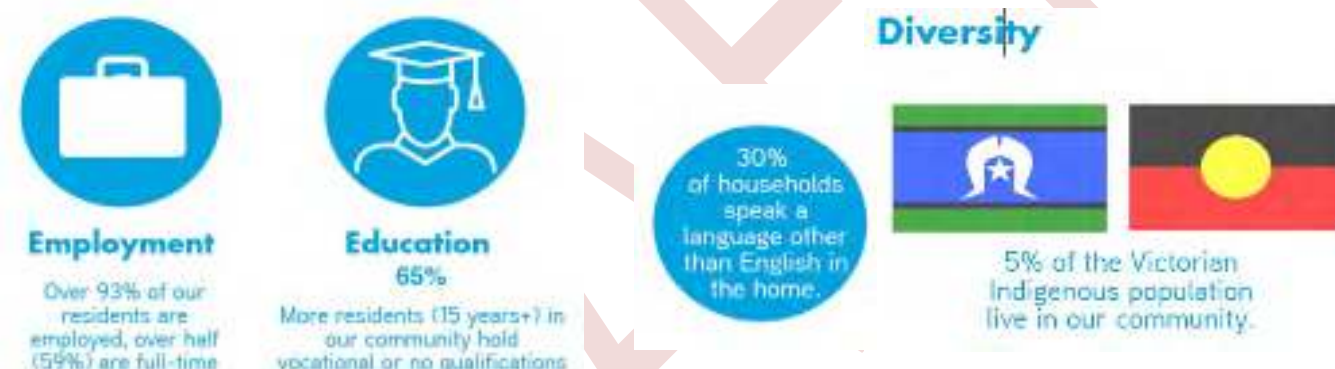 Employment
Over 93% of our
residents are
employed, over half
(59%) are full-time
Education
65%
More residents (15 years+) in
our community hold
vocational or no qualifications
Diversity
30%
of households
speak a
language other
than English in
the home.
5% of the Victorian
Indigenous population
live in our community.